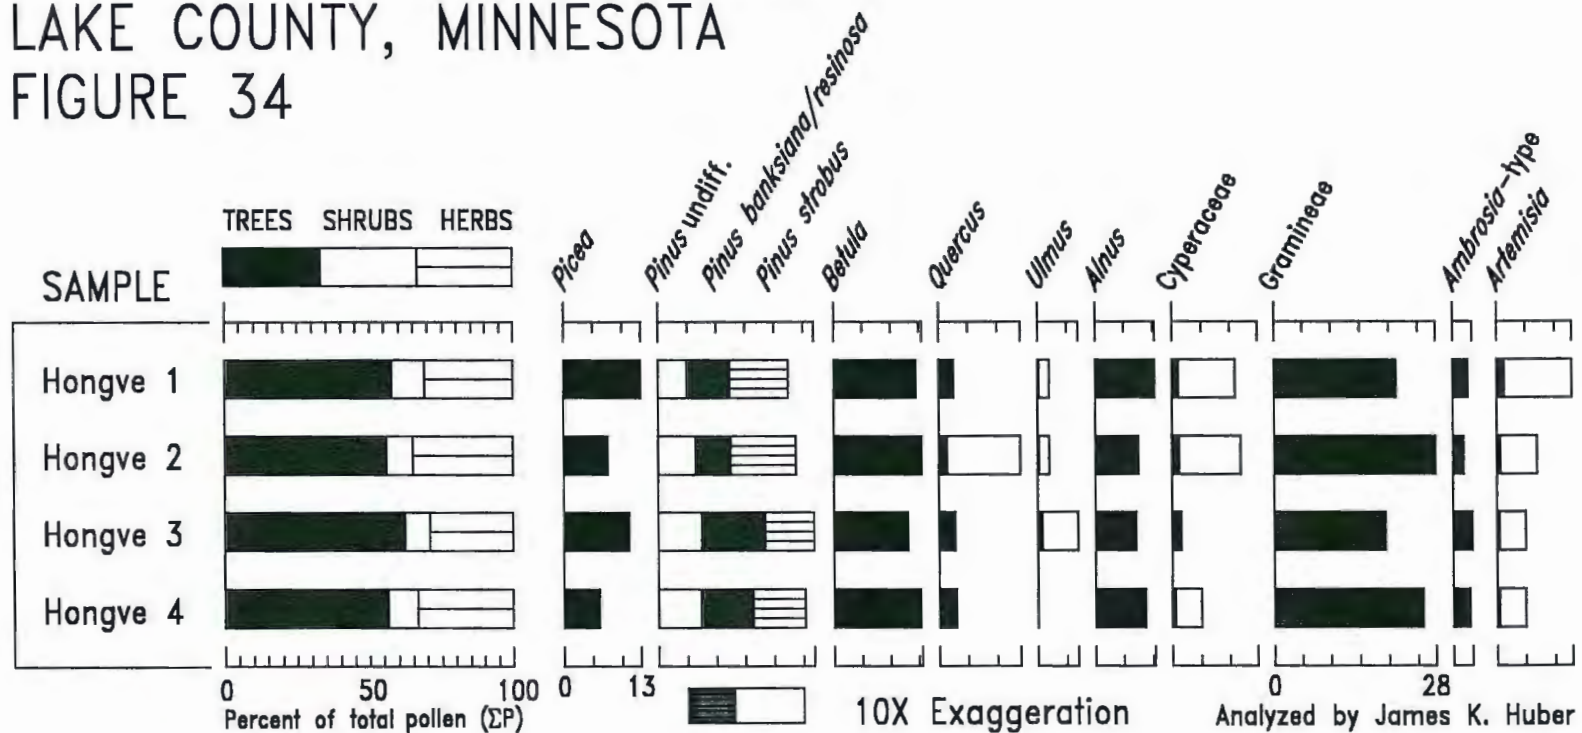 LAKE COUNTY, MINNESOTA
FIGURE 34
TREES SHRUBS HERBS
SAMPLE
Picea
Pinus undiff.
Pinus banksiana/resinosa
Pinus strobus
Betula
Quercus
Ulmus
Alnus
Cyperaceae
Gramineae
Ambrosia-type
Artemisia
Hongve 1
Hongve 2
Hongve 3
Hongve 4
0 50 100 0 13 0 28
Percent of total pollen (ΣP)
10X Exaggeration
Analyzed by James K. Huber